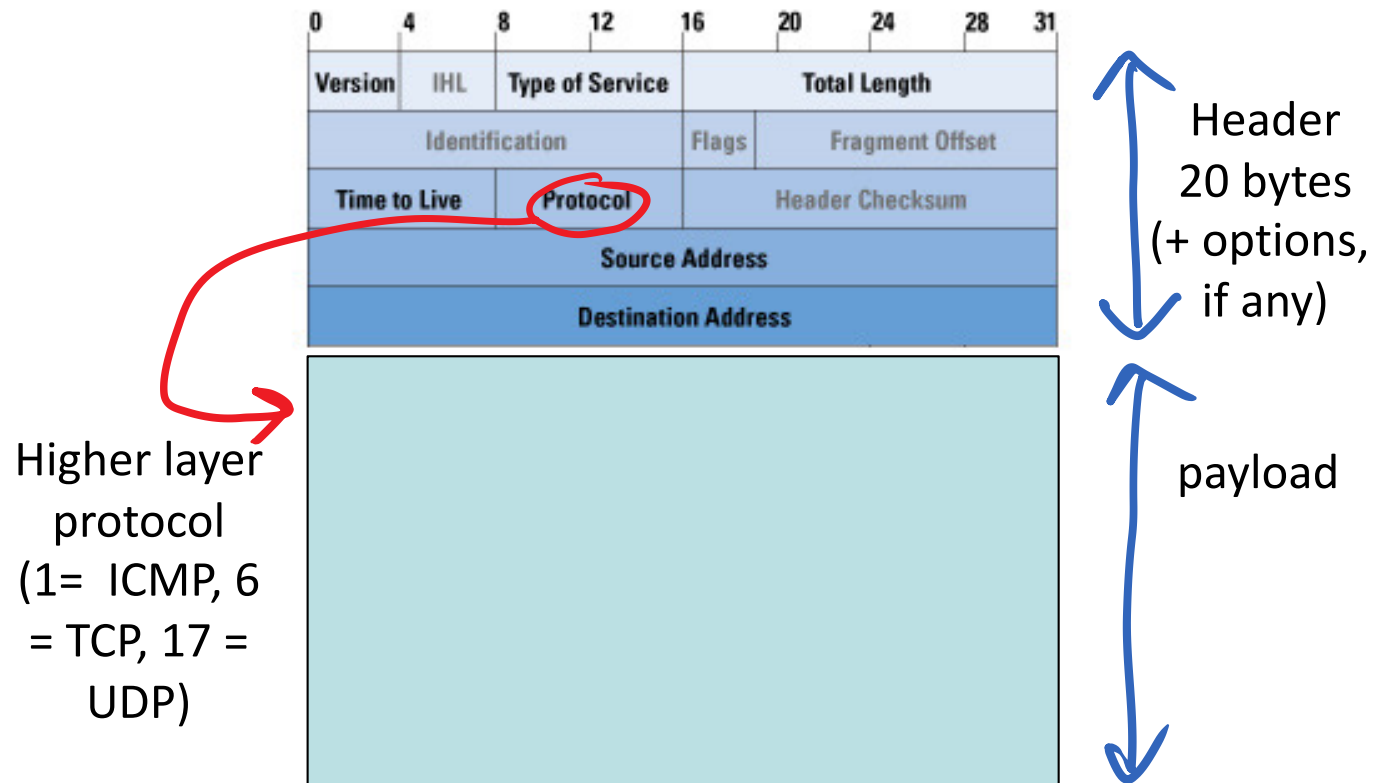 0 4 8 12 16 20 24 28 31
Version IHL Type of Service Total Length
Identification Flags Fragment Offset
Time to Live Protocol Header Checksum
Source Address
Destination Address
Header
20 bytes
(+ options,
if any)
Higher layer
protocol
(1= ICMP, 6
= TCP, 17 =
UDP)
payload